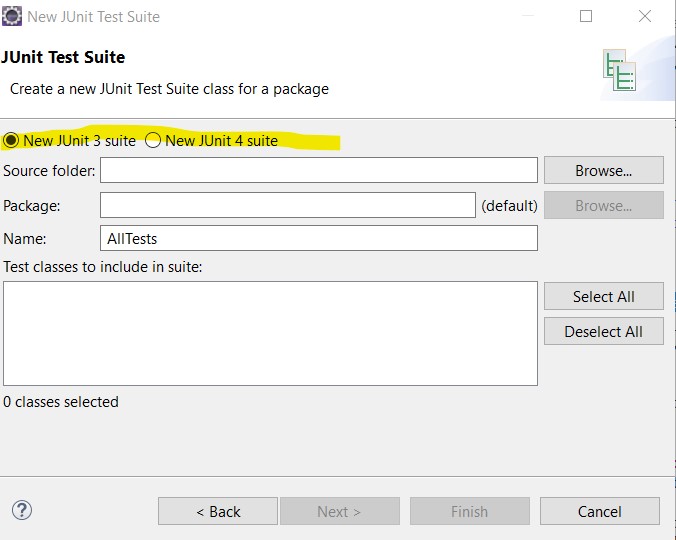 New JUnit Test Suite
JUnit Test Suite
Create a new JUnit Test Suite class for a package
New JUnit 3 suite New JUnit 4 suite
Source folder: Browse...
Package: (default) Browse...
Name: AllTests
Test classes to include in suite:
Select All
Deselect All
0 classes selected
? < Back Next > Finish Cancel